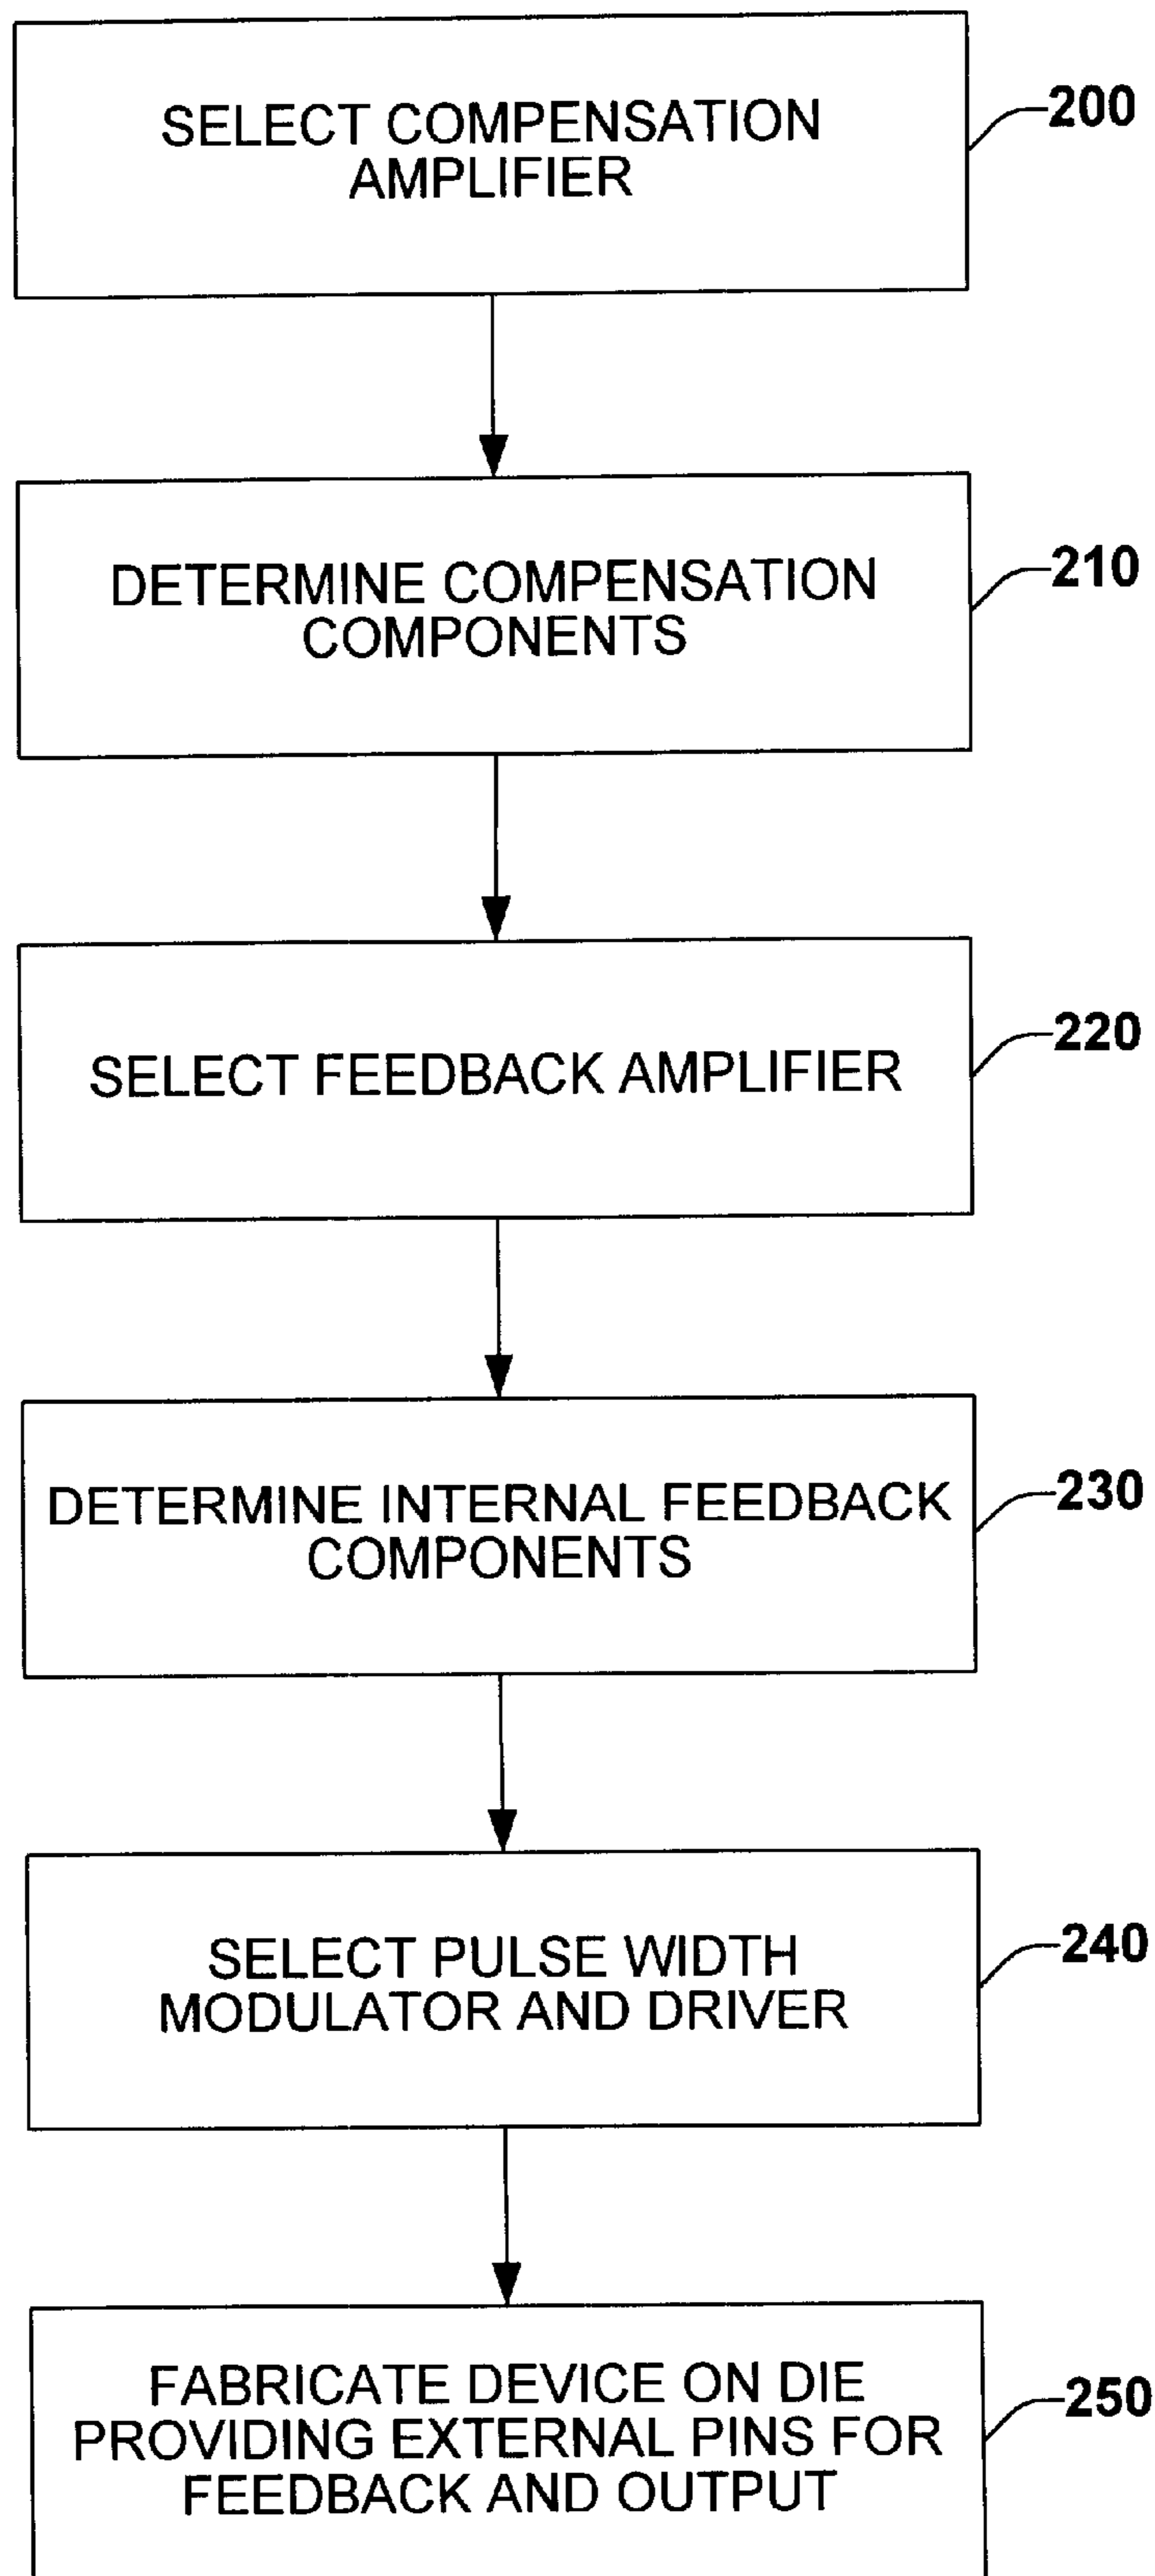 SELECT COMPENSATION
AMPLIFIER
200
DETERMINE COMPENSATION
COMPONENTS
210
SELECT FEEDBACK AMPLIFIER
220
DETERMINE INTERNAL FEEDBACK
COMPONENTS
230
SELECT PULSE WIDTH
MODULATOR AND DRIVER
240
FABRICATE DEVICE ON DIE
PROVIDING EXTERNAL PINS FOR
FEEDBACK AND OUTPUT
250